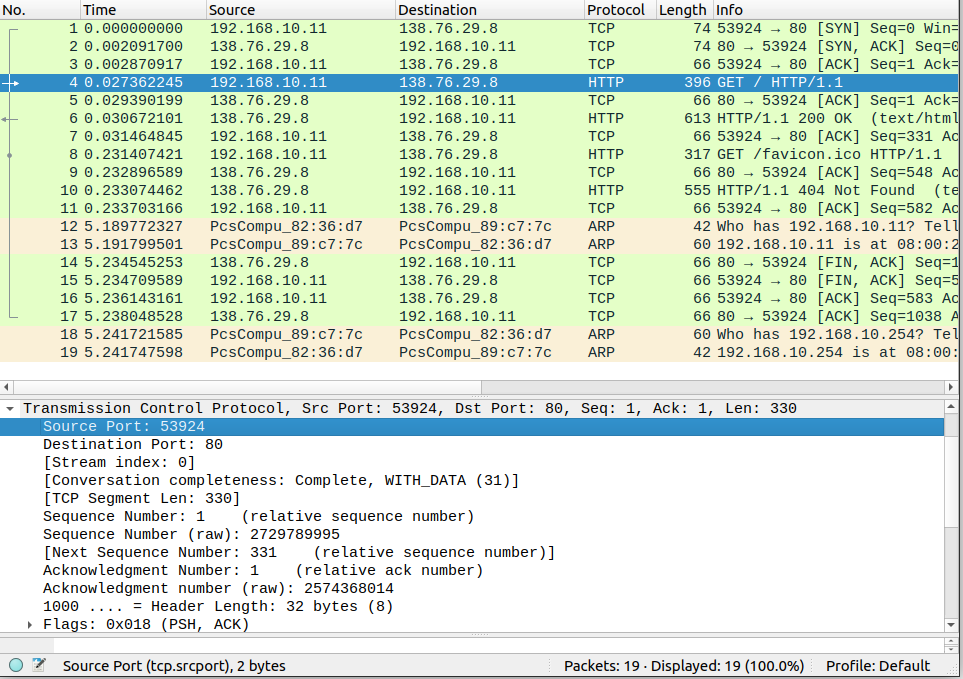 No. Time Source Destination Protocol Length Info
1 0.000000000 192.168.10.11 138.76.29.8 TCP 74 53924 → 80 [SYN] Seq=0 Win=
2 0.002091700 138.76.29.8 192.168.10.11 TCP 74 80 → 53924 [SYN, ACK] Seq=0
3 0.002870917 192.168.10.11 138.76.29.8 TCP 66 53924 → 80 [ACK] Seq=1 Ack=
4 0.027362245 192.168.10.11 138.76.29.8 HTTP 396 GET / HTTP/1.1
5 0.029390199 138.76.29.8 192.168.10.11 TCP 66 80 → 53924 [ACK] Seq=1 Ack=
6 0.030672101 138.76.29.8 192.168.10.11 HTTP 613 HTTP/1.1 200 OK (text/html
7 0.031464845 192.168.10.11 138.76.29.8 TCP 66 53924 → 80 [ACK] Seq=331 Ac
8 0.231407421 192.168.10.11 138.76.29.8 HTTP 317 GET /favicon.ico HTTP/1.1
9 0.232896589 138.76.29.8 192.168.10.11 TCP 66 80 → 53924 [ACK] Seq=548 Ac
10 0.233074462 138.76.29.8 192.168.10.11 HTTP 555 HTTP/1.1 404 Not Found (te
11 0.233703166 192.168.10.11 138.76.29.8 TCP 66 53924 → 80 [ACK] Seq=582 Ac
12 5.189772327 PcsCompu_82:36:d7 PcsCompu_89:c7:7c ARP 42 Who has 192.168.10.11? Tell
13 5.191799501 PcsCompu_89:c7:7c PcsCompu_82:36:d7 ARP 60 192.168.10.11 is at 08:00:2
14 5.234545253 138.76.29.8 192.168.10.11 TCP 66 80 → 53924 [FIN, ACK] Seq=1
15 5.234709589 192.168.10.11 138.76.29.8 TCP 66 53924 → 80 [FIN, ACK] Seq=5
16 5.236143161 192.168.10.11 138.76.29.8 TCP 66 53924 → 80 [ACK] Seq=583 Ac
17 5.238048528 138.76.29.8 192.168.10.11 TCP 66 80 → 53924 [ACK] Seq=1038 A
18 5.241721585 PcsCompu_89:c7:7c PcsCompu_82:36:d7 ARP 60 Who has 192.168.10.254? Tel
19 5.241747598 PcsCompu_82:36:d7 PcsCompu_89:c7:7c ARP 42 192.168.10.254 is at 08:00:
Transmission Control Protocol, Src Port: 53924, Dst Port: 80, Seq: 1, Ack: 1, Len: 330
Source Port: 53924
Destination Port: 80
[Stream index: 0]
[Conversation completeness: Complete, WITH_DATA (31)]
[TCP Segment Len: 330]
Sequence Number: 1 (relative sequence number)
Sequence Number (raw): 2729789995
[Next Sequence Number: 331 (relative sequence number)]
Acknowledgment Number: 1 (relative ack number)
Acknowledgment number (raw): 2574368014
1000 .... = Header Length: 32 bytes (8)
Flags: 0x018 (PSH, ACK)
Source Port (tcp.srcport), 2 bytes Packets: 19 · Displayed: 19 (100.0%) Profile: Default